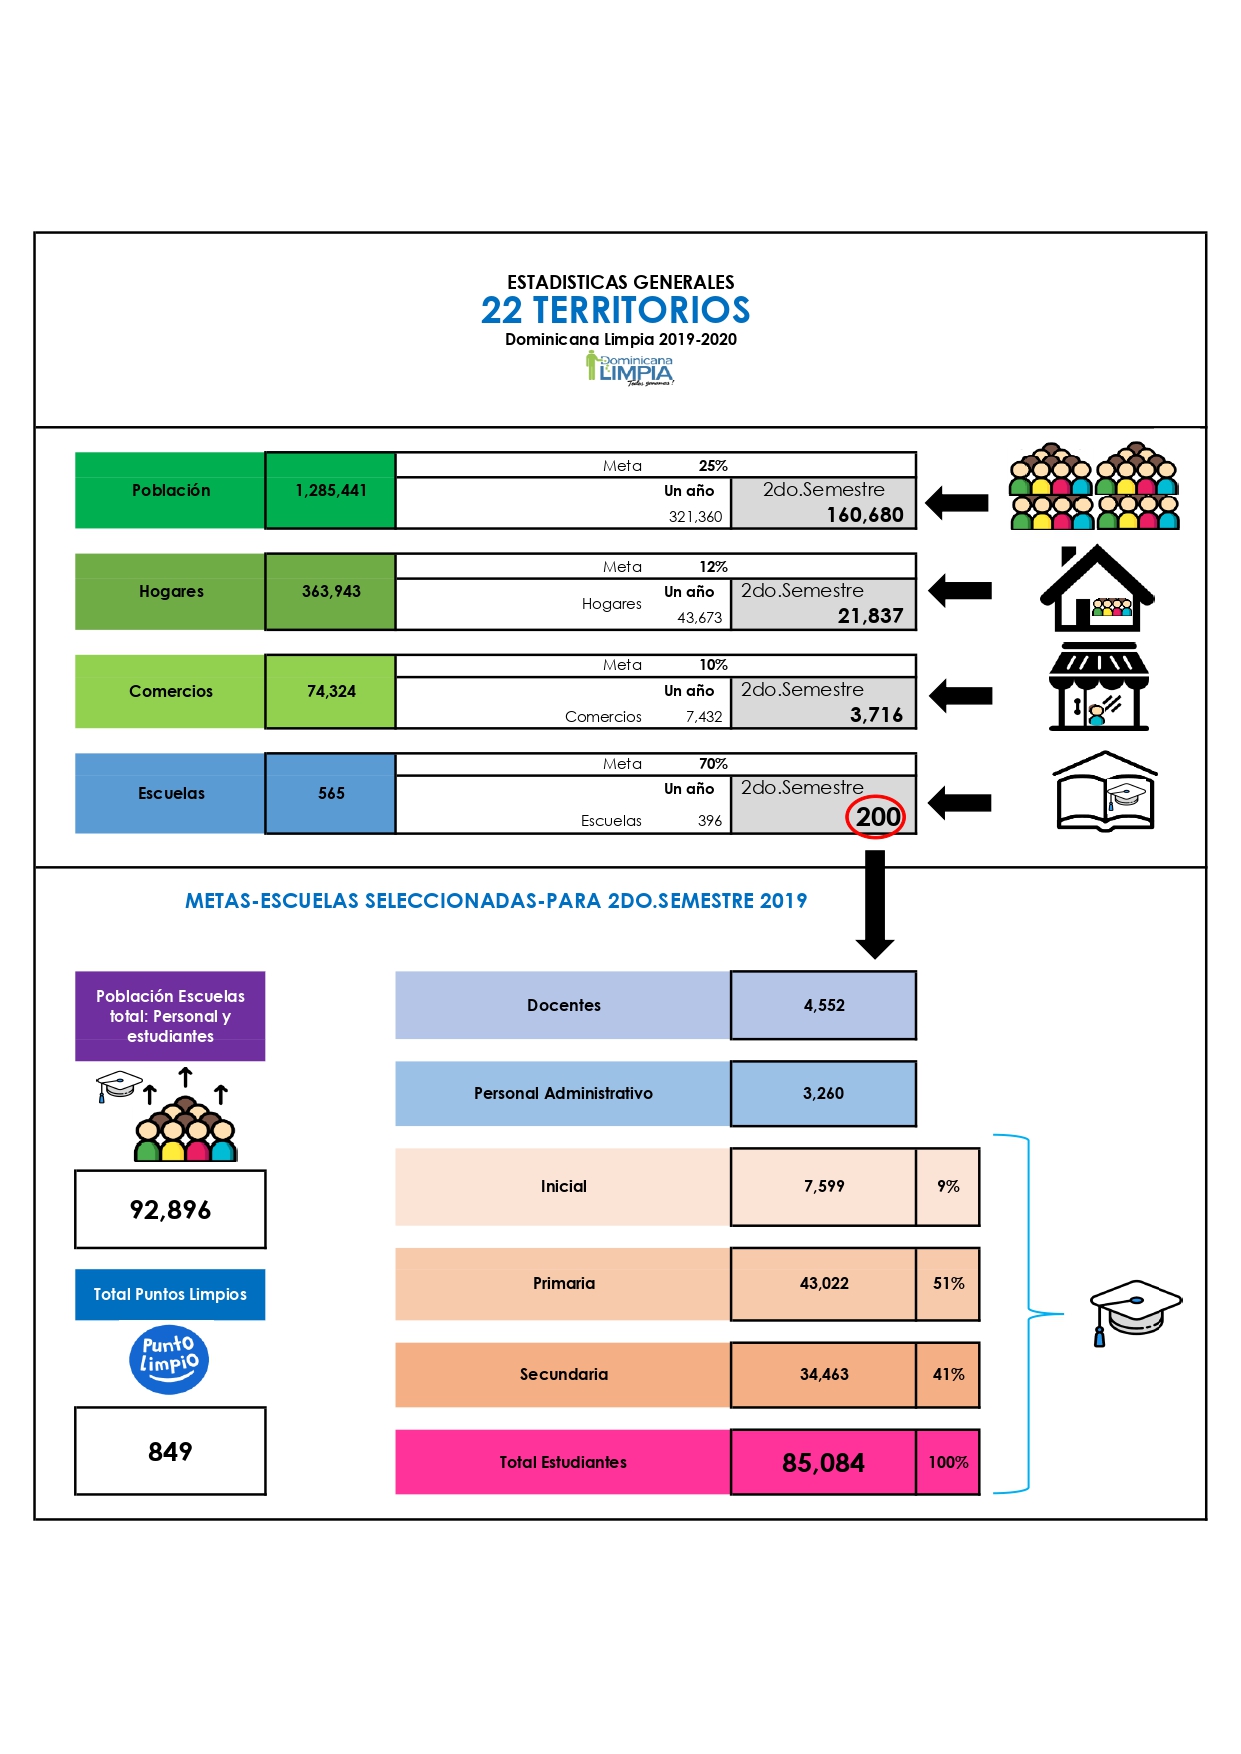 ESTADISTICAS GENERALES
22 TERRITORIOS
Dominicana Limpia 2019-2020
Dominicana
LIMPIA
Todos ganamos!
Meta 25%
Población 1,285,441 Un año 2do.Semestre
321,360 160,680
Meta 12%
Hogares 363,943 Un año 2do.Semestre
Hogares 43,673 21,837
Meta 10%
Comercios 74,324 Un año 2do.Semestre
Comercios 7,432 3,716
Meta 70%
Escuelas 565 Un año 2do.Semestre
Escuelas 396 200
METAS-ESCUELAS SELECCIONADAS-PARA 2DO.SEMESTRE 2019
Población Escuelas
total: Personal y
estudiantes
92,896
Total Puntos Limpios
Punto
limpio
849
Docentes 4,552
Personal Administrativo 3,260
Inicial 7,599 9%
Primaria 43,022 51%
Secundaria 34,463 41%
Total Estudiantes 85,084 100%